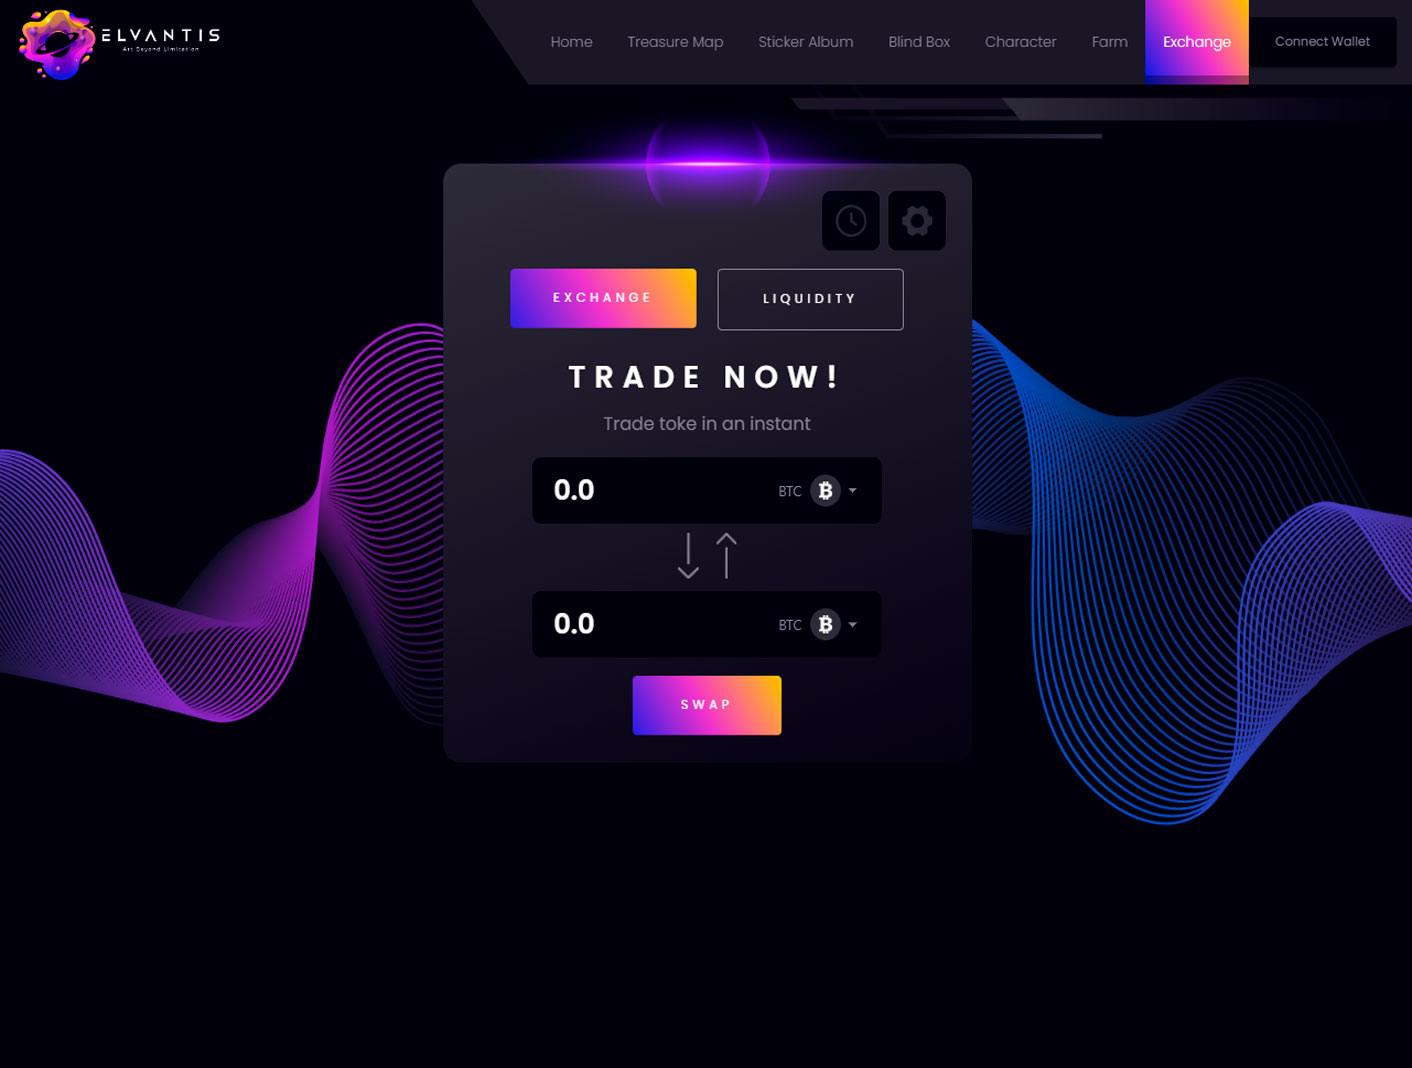 ELVANTIS
Art Beyond Limitation
Home Treasure Map Sticker Album Blind Box Character Farm Exchange Connect Wallet
EXCHANGE LIQUIDITY
TRADE NOW!
Trade toke in an instant
0.0 BTC
0.0 BTC
SWAP